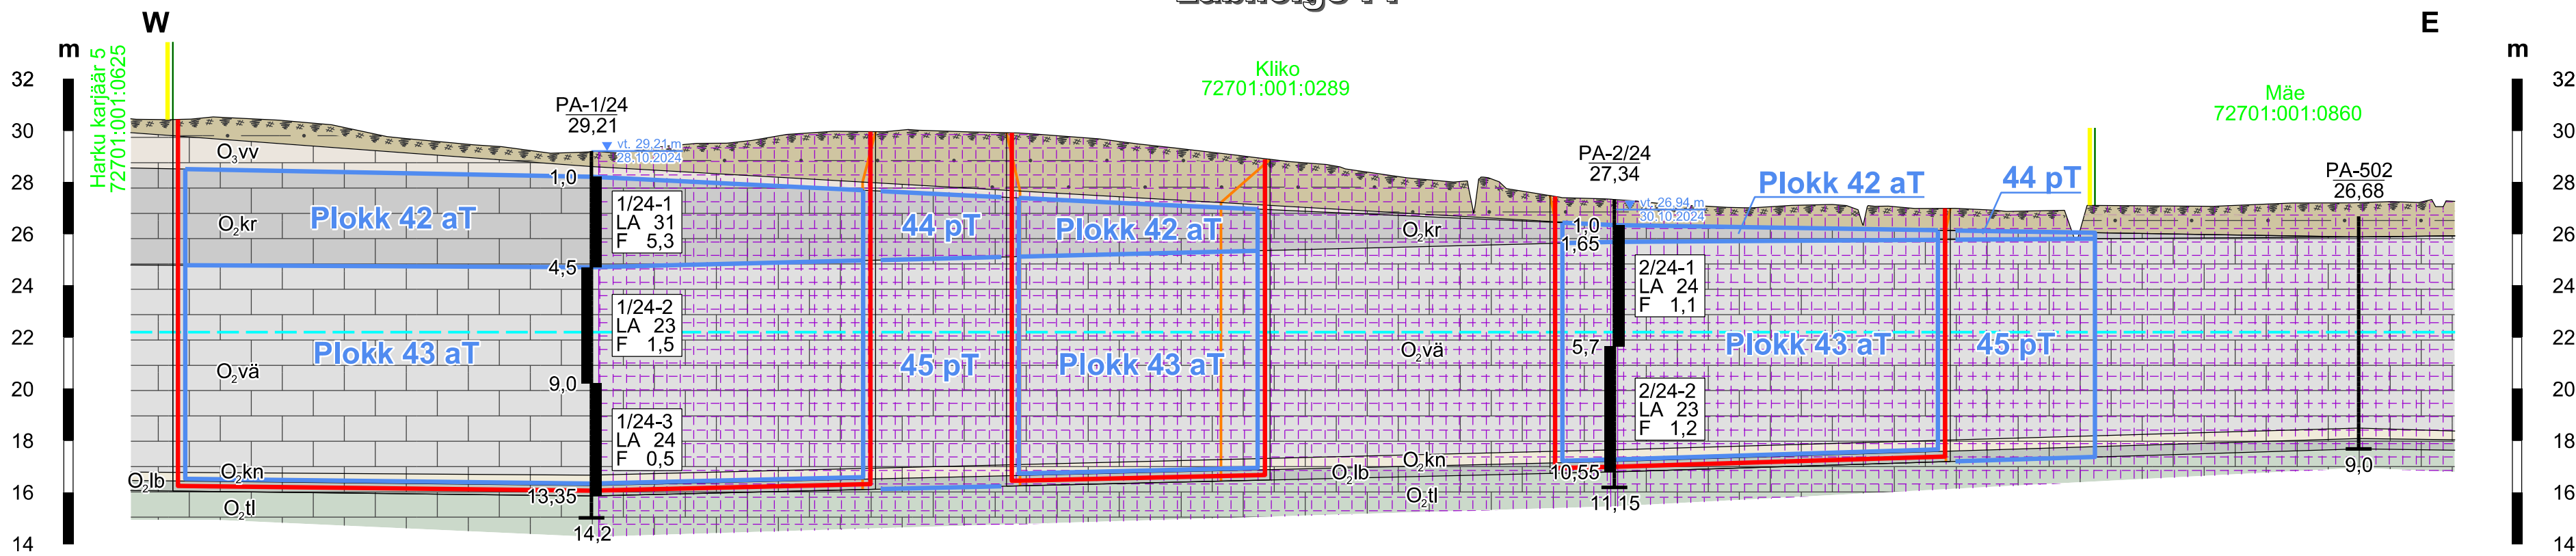 W
E
m
m
Harku karjäär 5
72701:001:0625
Kliko
72701:001:0289
Mäe
72701:001:0860
32
30
28
26
24
22
20
18
16
14
32
30
28
26
24
22
20
18
16
14
PA-1/24
29,21
vt. 29,21 m
28.10.2024
1,0
4,5
9,0
13,35
14,2
1/24-1
LA 31
F 5,3
1/24-2
LA 23
F 1,5
1/24-3
LA 24
F 0,5
O₃vv
O₂kr
O₂vä
O₂kn
O₂lb
O₂tl
Plokk 42 aT
Plokk 43 aT
44 pT
45 pT
Plokk 42 aT
Plokk 43 aT
O₂kr
O₂vä
O₂kn
O₂lb
O₂tl
PA-2/24
27,34
vt. 26,94 m
30.10.2024
1,0
1,65
5,7
10,55
11,15
2/24-1
LA 24
F 1,1
2/24-2
LA 23
F 1,2
Plokk 42 aT
44 pT
Plokk 43 aT
45 pT
PA-502
26,68
9,0